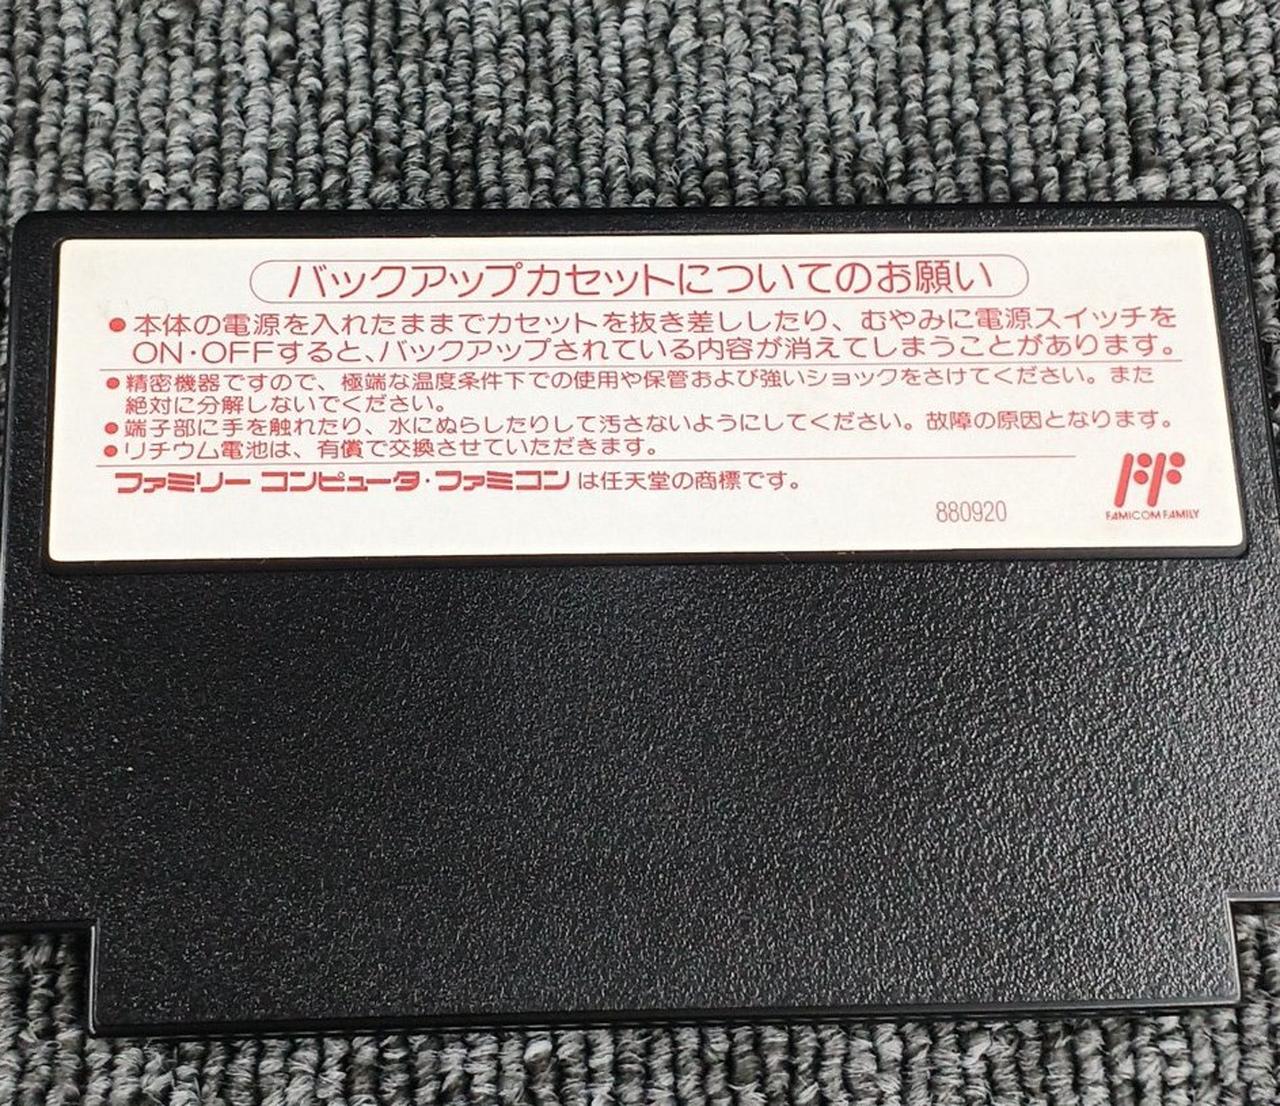 バックアップカセットについてのお願い
●本体の電源を入れたままでカセットを抜き差ししたり、むやみに電源スイッチを
ON・OFFすると、バックアップされている内容が消えてしまうことがあります。
●精密機器ですので、極端な温度条件下での使用や保管および強いショックをさけてください。また
絶対に分解しないでください。
●端子部に手を触れたり、水にぬらしたりして汚さないようにしてください。故障の原因となります。
●リチウム電池は、有償で交換させていただきます。
ファミリー コンピュータ・ファミコンは任天堂の商標です。
880920
FF
FAMICOM FAMILY